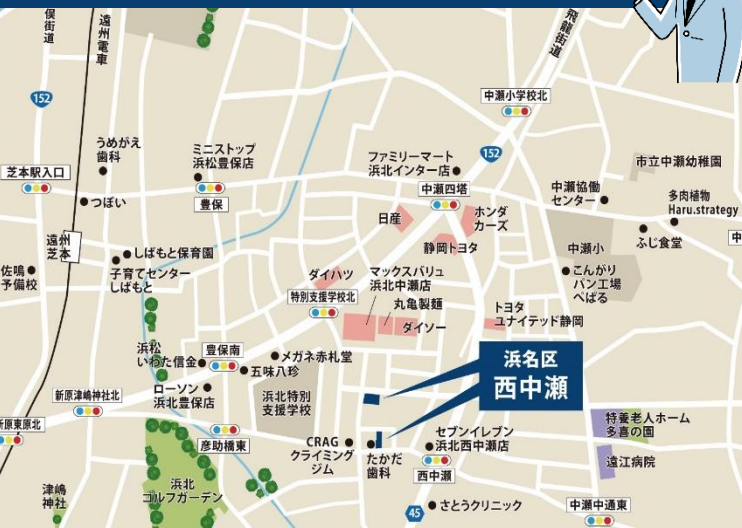 俣街道
遠州電車
飛龍街道
152
中瀬小学校北
うめがえ
歯科
ミニストップ
浜松豊保店
ファミリーマート
浜北インター店
152
市立中瀬幼稚園
芝本駅入口
つぼい
豊保
中瀬四塔
中瀬協働
センター
多肉植物
Haru.strategy
日産
ホンダ
カーズ
ふじ食堂
中
遠州
芝本
しばもと保育園
静岡トヨタ
中瀬小
佐鳴
予備校
子育てセンター
しばもと
ダイハツ
マックスバリュ
浜北中瀬店
こんがり
パン工場
ぺぱる
特別支援学校北
丸亀製麺
ダイソー
トヨタ
ユナイテッド静岡
浜松
いわた信金
豊保南
メガネ赤札堂
五味八珍
浜名区
西中瀬
新原津嶋神社北
ローソン
浜北豊保店
浜北特別
支援学校
新原東原北
彦助橋東
CRAG
クライミング
ジム
たかだ
歯科
セブンイレブン
浜北西中瀬店
西中瀬
特養老人ホーム
多喜の園
遠江病院
津嶋
神社
浜北
ゴルフガーデン
45
さとうクリニック
中瀬中通東